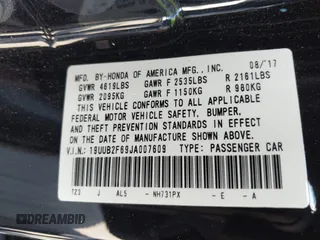 MFD. BY-HONDA OF AMERICA MFG., INC. 08/'17
GVWR 4619LBS GAWR F 2535LBS R 2161LBS
GVWR 2095KG GAWR F 1150KG R 980KG
THIS VEHICLE CONFORMS TO ALL APPLICABLE
FEDERAL MOTOR VEHICLE SAFETY, BUMPER,
AND THEFT PREVENTION STANDARDS IN EFFECT
ON THE DATE OF MANUFACTURE SHOWN ABOVE.
V.I.N.: 19UUB2F69JA007609 TYPE: PASSENGER CAR
TZ3 J AL5 - NH731PX - E - A
DREAMBID